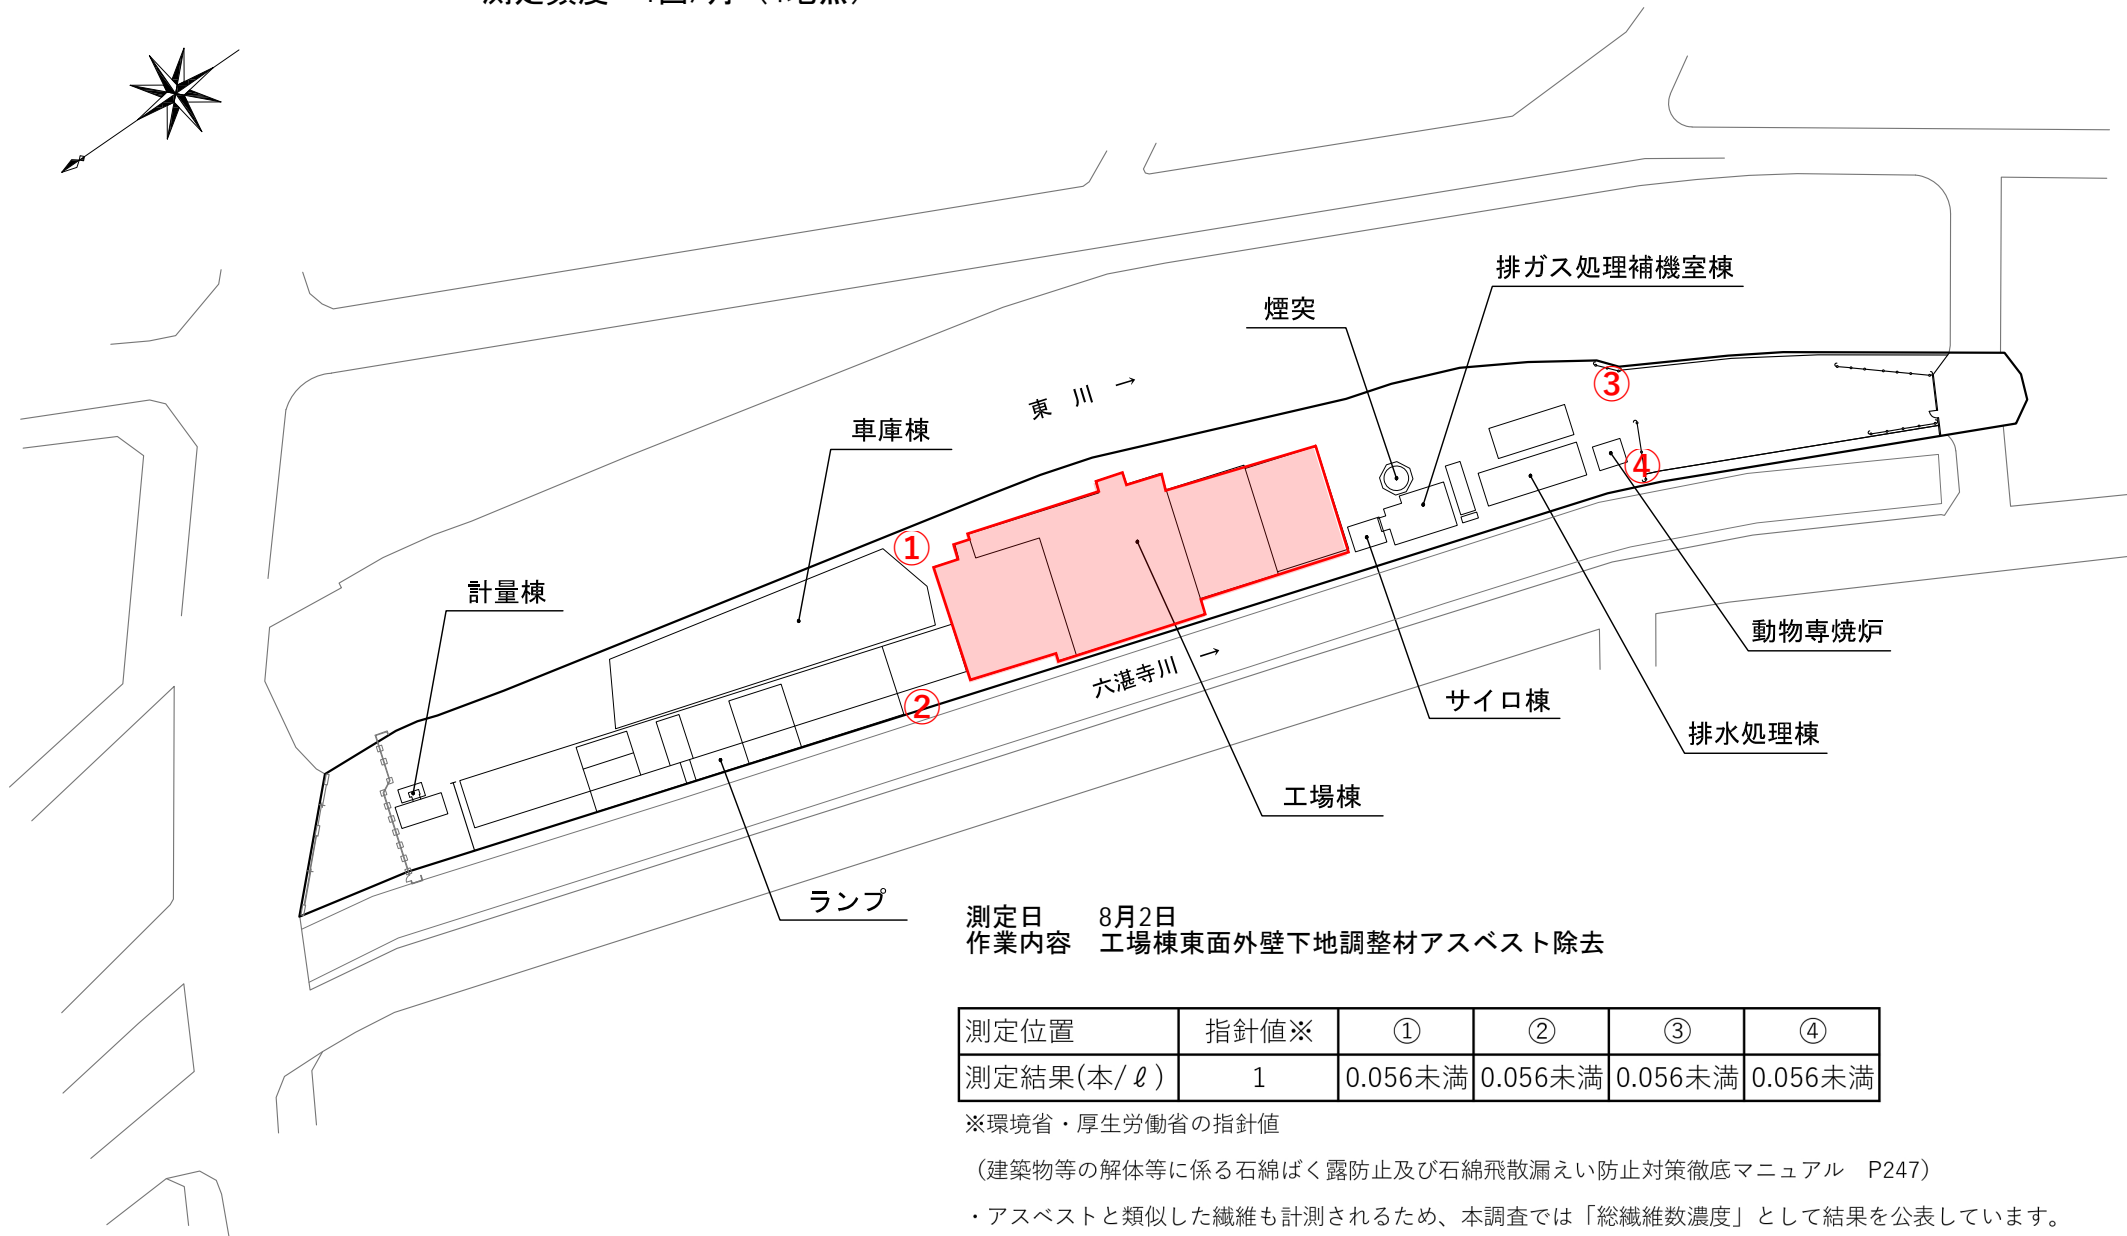 排ガス処理補機室棟
煙突
③
東 川 →
車庫棟
④
①
計量棟
動物専焼炉
六湛寺川 →
サイロ棟
②
排水処理棟
工場棟
ランプ
測定日 8月2日
作業内容 工場棟東面外壁下地調整材アスベスト除去
測定位置 指針値※ ① ② ③ ④
測定結果(本/ℓ) 1 0.056未満 0.056未満 0.056未満 0.056未満
※環境省・厚生労働省の指針値
（建築物等の解体等に係る石綿ばく露防止及び石綿飛散漏えい防止対策徹底マニュアル P247）
・アスベストと類似した繊維も計測されるため、本調査では「総繊維数濃度」として結果を公表しています。